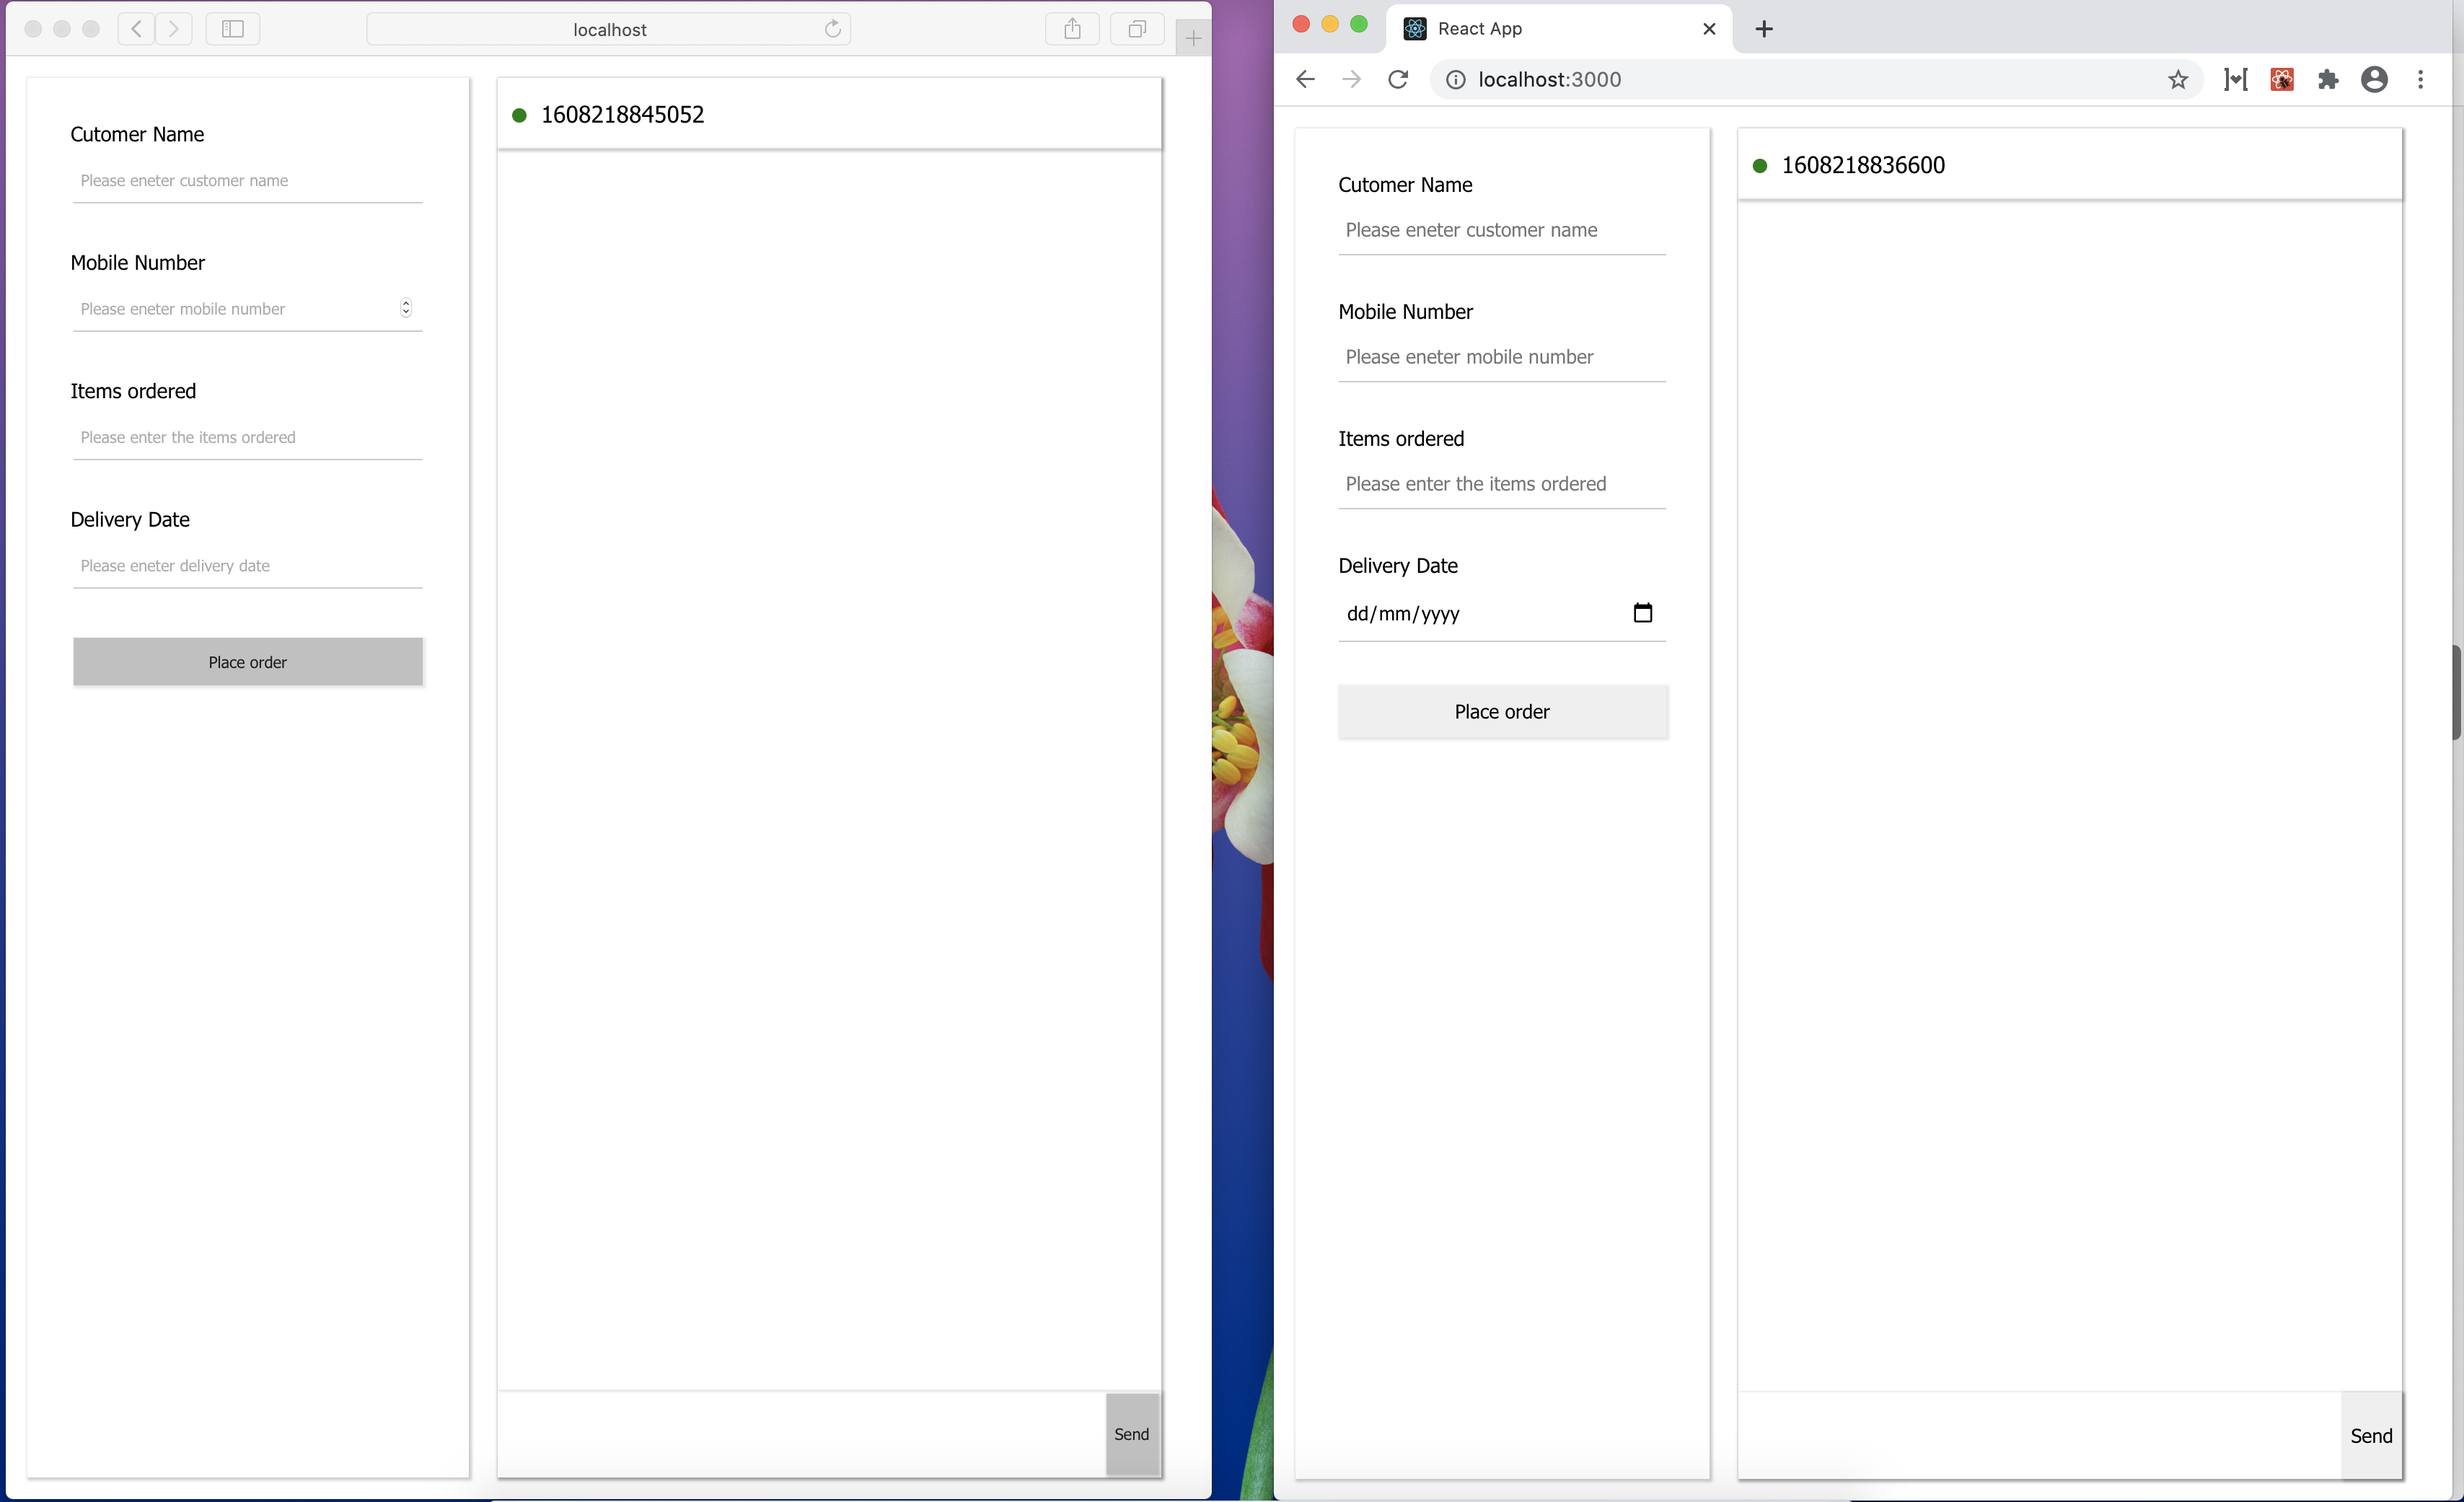 localhost
Cutomer Name
Please eneter customer name
Mobile Number
Please eneter mobile number
Items ordered
Please enter the items ordered
Delivery Date
Please eneter delivery date
Place order
1608218845052
Send
React App
localhost:3000
Cutomer Name
Please eneter customer name
Mobile Number
Please eneter mobile number
Items ordered
Please enter the items ordered
Delivery Date
dd/mm/yyyy
Place order
1608218836600
Send